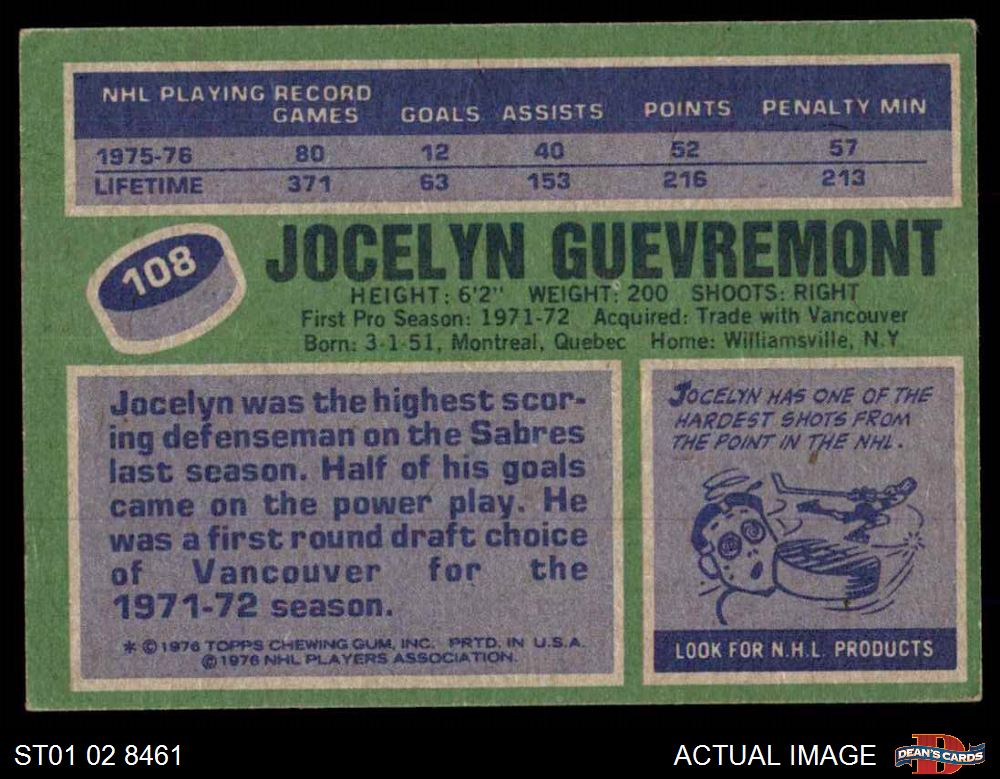 NHL PLAYING RECORD
GAMES GOALS ASSISTS POINTS PENALTY MIN
1975-76 80 12 40 52 57
LIFETIME 371 63 153 216 213
108
JOCELYN GUEVREMONT
HEIGHT: 6'2" WEIGHT: 200 SHOOTS: RIGHT
First Pro Season: 1971-72 Acquired: Trade with Vancouver
Born: 3-1-51, Montreal, Quebec Home: Williamsville, N.Y.
Jocelyn was the highest scor-
ing defenseman on the Sabres
last season. Half of his goals
came on the power play. He
was a first round draft choice
of Vancouver for the
1971-72 season.
* © 1976 TOPPS CHEWING GUM, INC. PRTD. IN U.S.A.
© 1976 NHL PLAYERS ASSOCIATION.
JOCELYN HAS ONE OF THE
HARDEST SHOTS FROM
THE POINT IN THE NHL.
LOOK FOR N.H.L. PRODUCTS
ST01 02 8461
ACTUAL IMAGE
D
DEAN'S CARDS